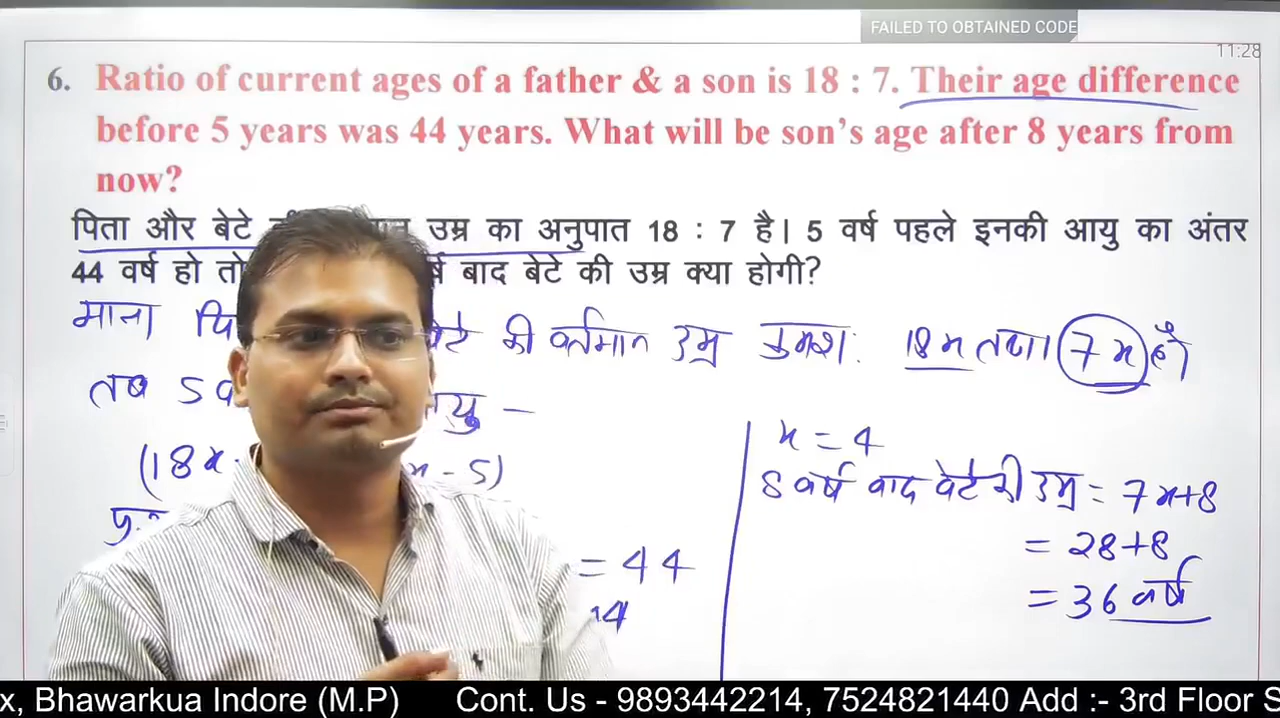 FAILED TO OBTAINED CODE
11:28
6. Ratio of current ages of a father & a son is 18 : 7. Their age difference
before 5 years was 44 years. What will be son's age after 8 years from
now?
पिता और बेटे उम्र का अनुपात 18 : 7 है। 5 वर्ष पहले इनकी आयु का अंतर
44 वर्ष हो तो बाद बेटे की उम्र क्या होगी?
माना की वर्तमान उम्र क्रमश: 18x तथा 7x है
तब 5
(18x x - 5)
= 44
x = 4
8 वर्ष बाद बेटे की उम्र = 7x+8
= 28+8
= 36 वर्ष
x, Bhawarkua Indore (M.P) Cont. Us - 9893442214, 7524821440 Add :- 3rd Floor S